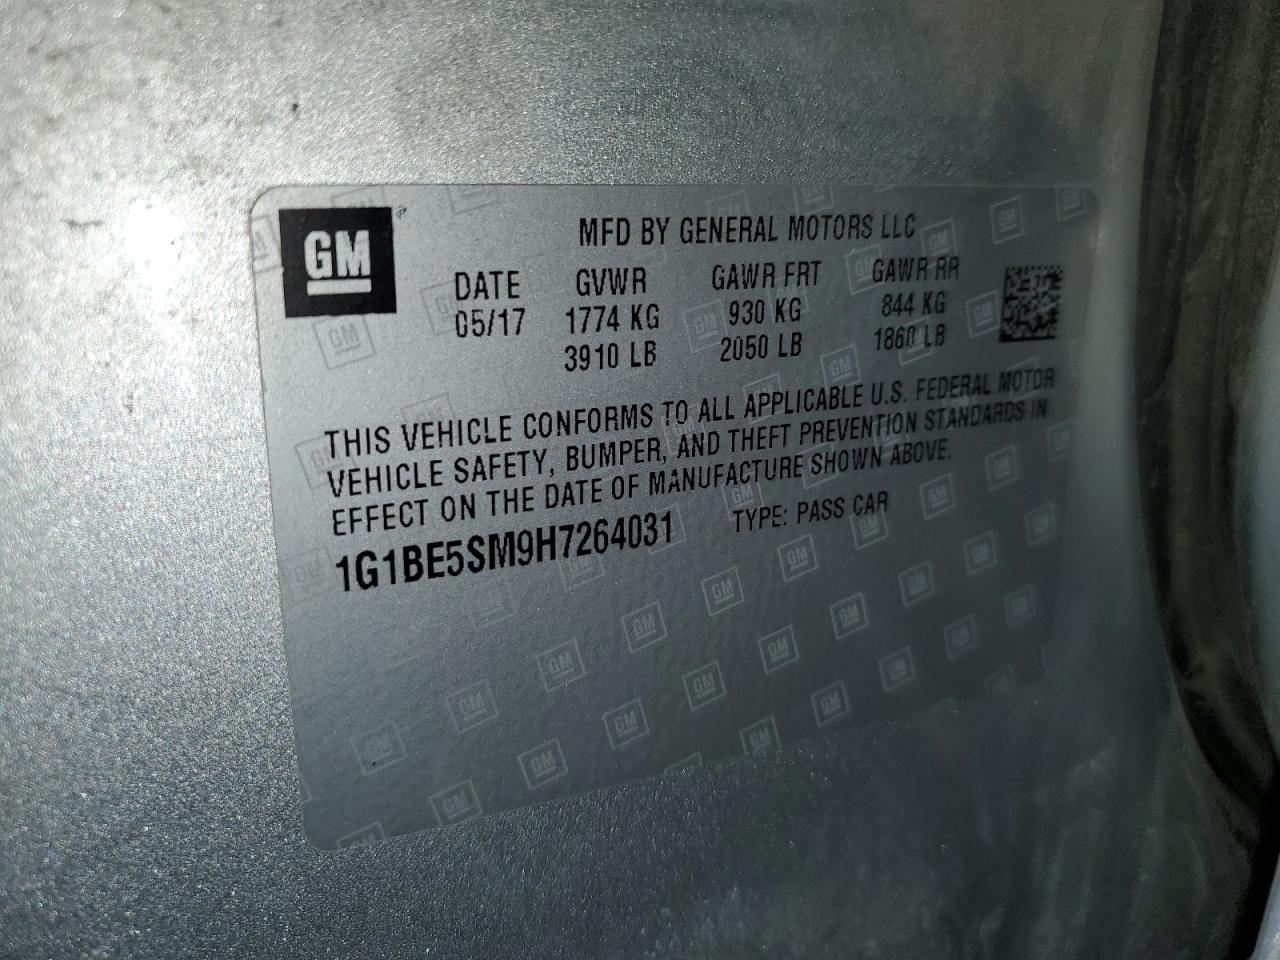 GM
MFD BY GENERAL MOTORS LLC
DATE GVWR GAWR FRT GAWR RR
05/17 1774 KG 930 KG 844 KG
3910 LB 2050 LB 1860 LB
THIS VEHICLE CONFORMS TO ALL APPLICABLE U.S. FEDERAL MOTOR
VEHICLE SAFETY, BUMPER, AND THEFT PREVENTION STANDARDS IN
EFFECT ON THE DATE OF MANUFACTURE SHOWN ABOVE.
1G1BE5SM9H7264031 TYPE: PASS CAR